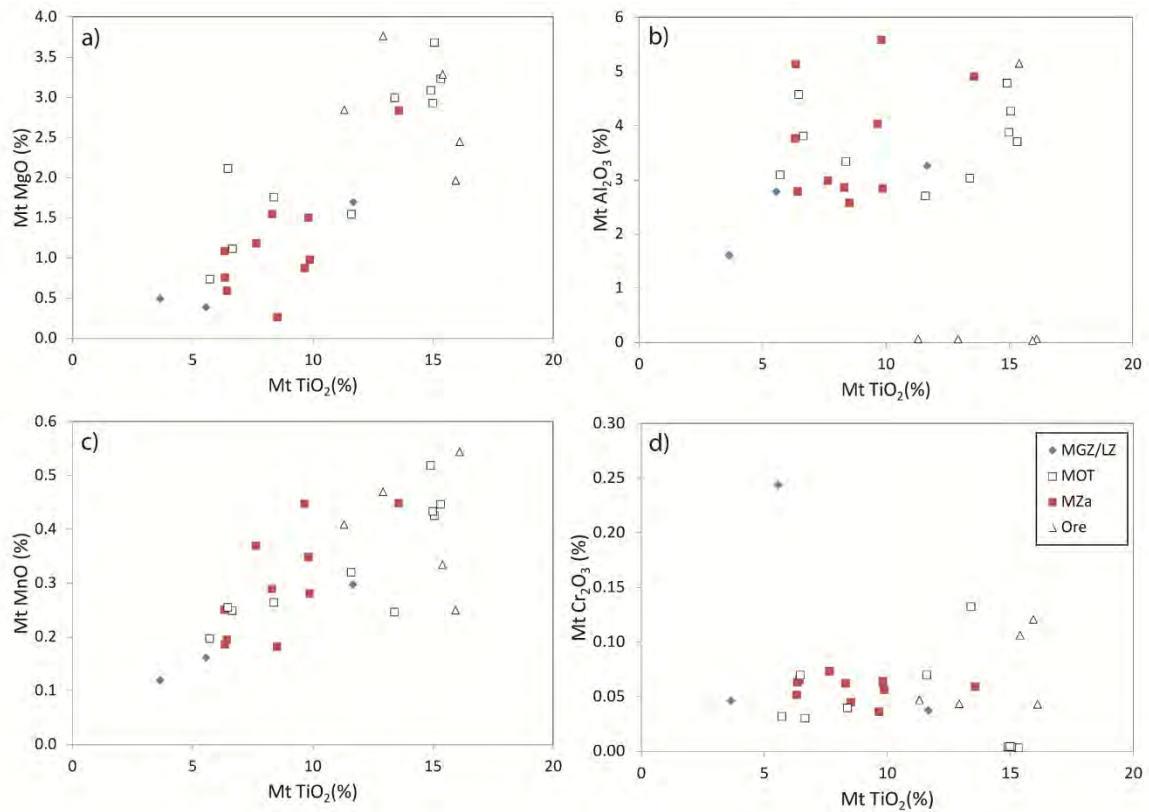 a)
Mt MgO (%)
4.0
3.5
3.0
2.5
2.0
1.5
1.0
0.5
0.0
0 5 10 15 20
Mt TiO₂(%)
b)
Mt Al₂O₃ (%)
6
5
4
3
2
1
0
0 5 10 15 20
Mt TiO₂(%)
c)
Mt MnO (%)
0.6
0.5
0.4
0.3
0.2
0.1
0.0
0 5 10 15 20
Mt TiO₂(%)
d)
Mt Cr₂O₃ (%)
0.30
0.25
0.20
0.15
0.10
0.05
0.00
0 5 10 15 20
Mt TiO₂(%)
MGZ/LZ
MOT
MZa
Ore